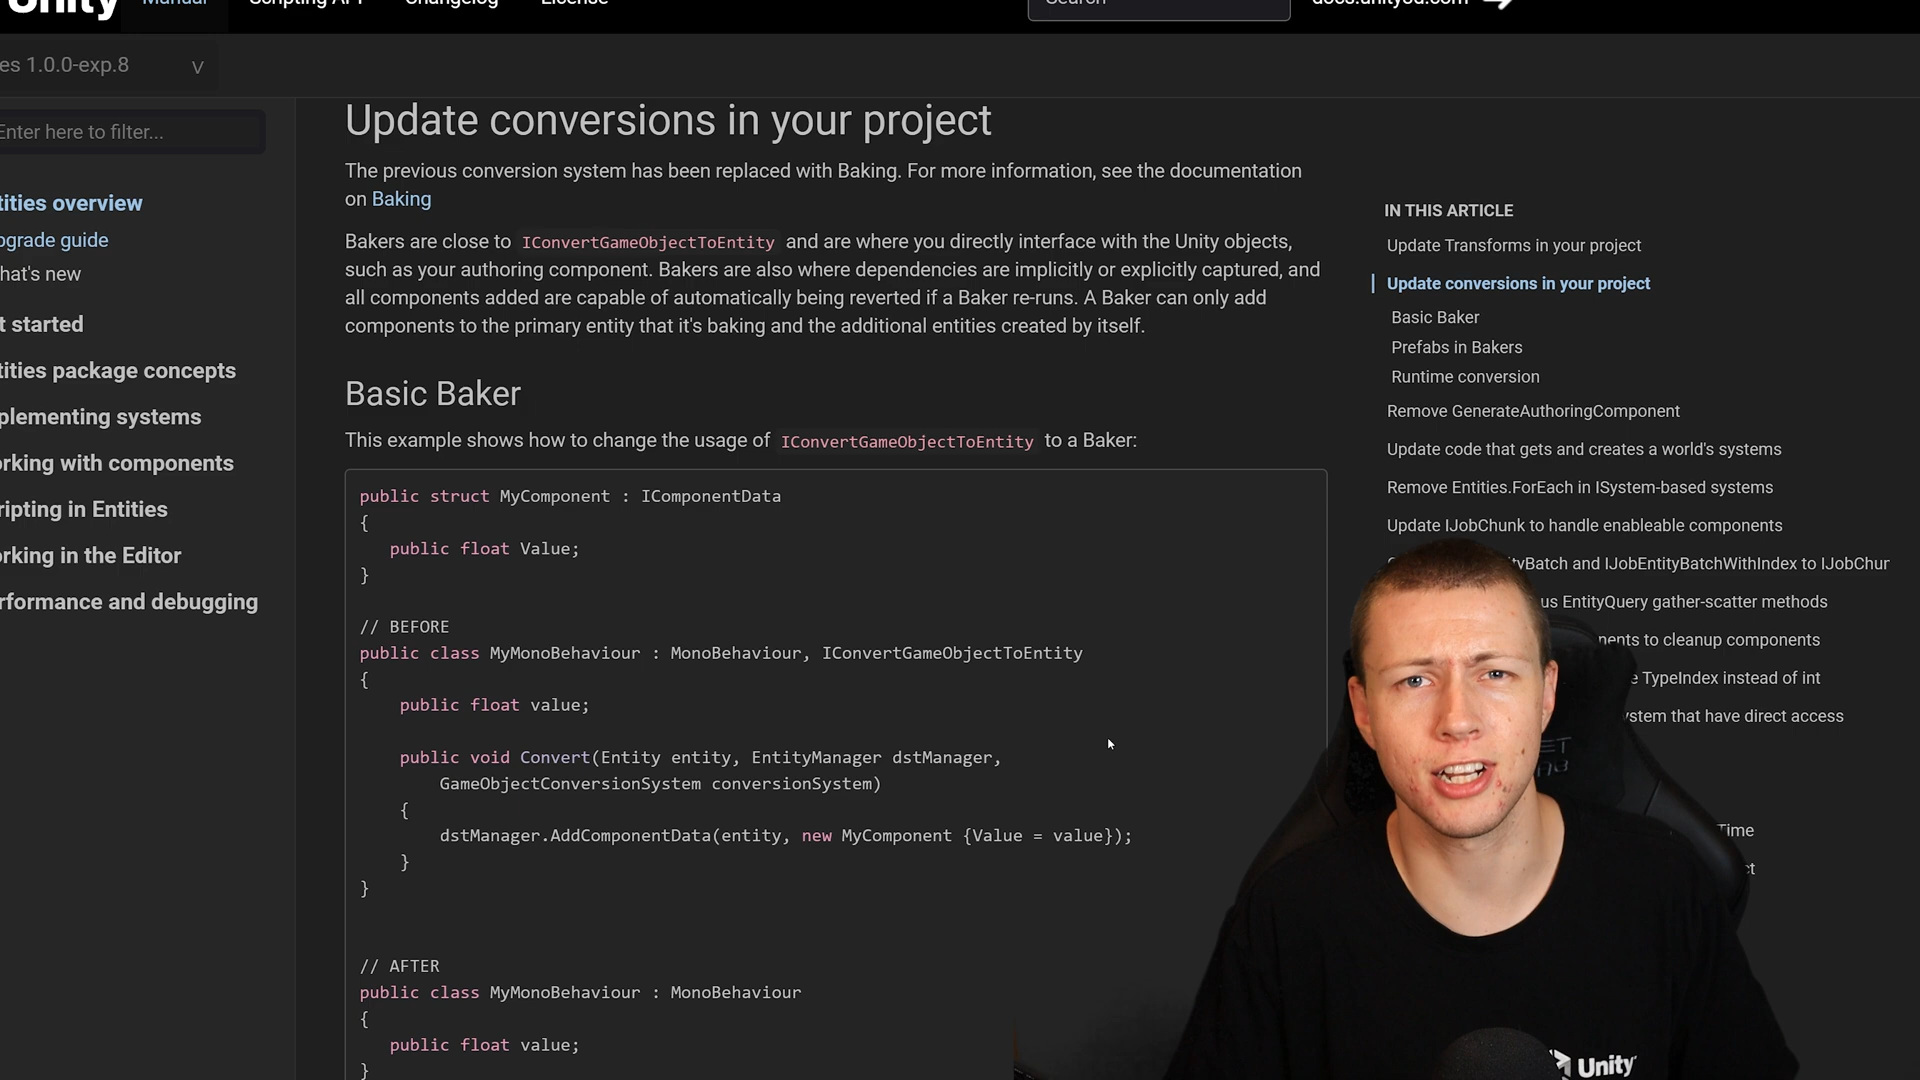 Unity Manual Scripting API Changelog License Search docs.unity3d.com
es 1.0.0-exp.8 V
Enter here to filter...
tities overview
pgrade guide
hat's new
t started
tities package concepts
plementing systems
orking with components
ripting in Entities
orking in the Editor
rformance and debugging
Update conversions in your project
The previous conversion system has been replaced with Baking. For more information, see the documentation
on Baking
Bakers are close to IConvertGameObjectToEntity and are where you directly interface with the Unity objects,
such as your authoring component. Bakers are also where dependencies are implicitly or explicitly captured, and
all components added are capable of automatically being reverted if a Baker re-runs. A Baker can only add
components to the primary entity that it's baking and the additional entities created by itself.
Basic Baker
This example shows how to change the usage of IConvertGameObjectToEntity to a Baker:
public struct MyComponent : IComponentData
{
public float Value;
}
// BEFORE
public class MyMonoBehaviour : MonoBehaviour, IConvertGameObjectToEntity
{
public float value;
public void Convert(Entity entity, EntityManager dstManager,
GameObjectConversionSystem conversionSystem)
{
dstManager.AddComponentData(entity, new MyComponent {Value = value});
}
}
// AFTER
public class MyMonoBehaviour : MonoBehaviour
{
public float value;
}
IN THIS ARTICLE
Update Transforms in your project
Update conversions in your project
Basic Baker
Prefabs in Bakers
Runtime conversion
Remove GenerateAuthoringComponent
Update code that gets and creates a world's systems
Remove Entities.ForEach in ISystem-based systems
Update IJobChunk to handle enableable components
tyBatch and IJobEntityBatchWithIndex to IJobChun
us EntityQuery gather-scatter methods
nents to cleanup components
e TypeIndex instead of int
ystem that have direct access
Time
ct
Unity